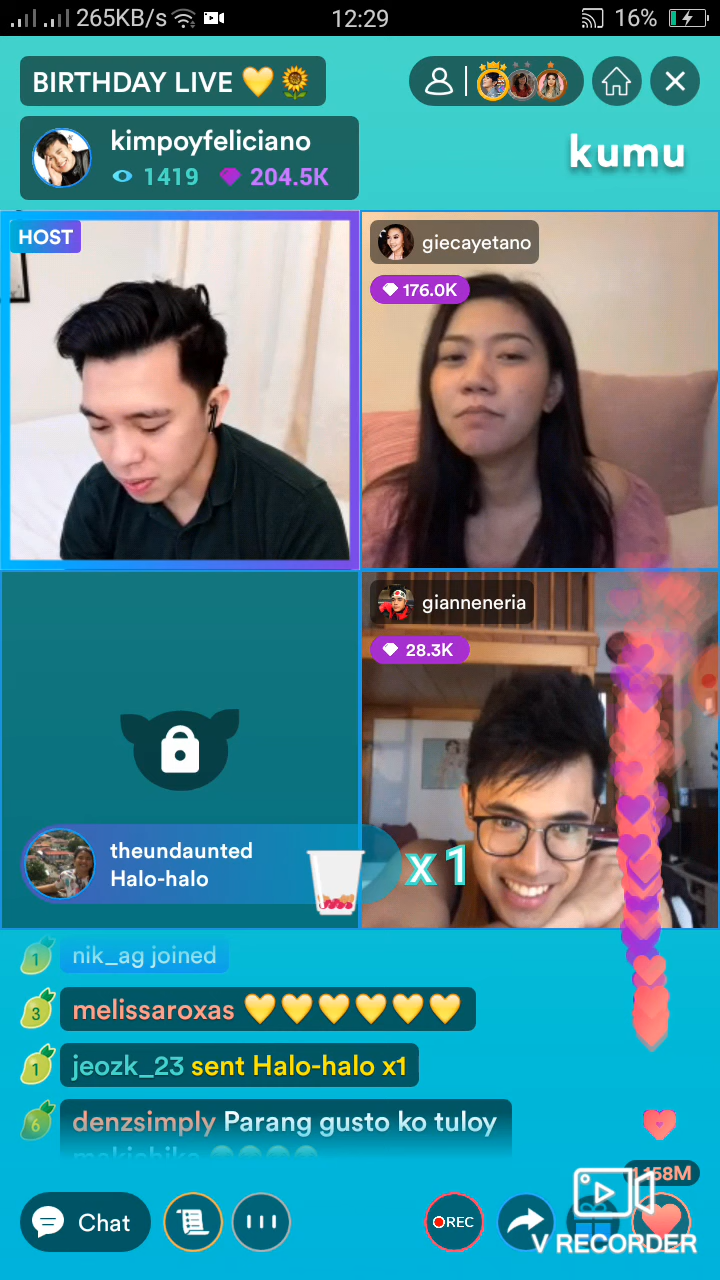 265KB/s 12:29 16%
BIRTHDAY LIVE 💛🌻
kimpoyfeliciano
1419 204.5K
kumu
HOST
giecayetano
176.0K
gianneneria
28.3K
theundaunted
Halo-halo
x1
1 nik_ag joined
3 melissaroxas 💛💛💛💛💛💛
1 jeozk_23 sent Halo-halo x1
6 denzsimply Parang gusto ko tuloy
makichika
Chat
REC
V RECORDER